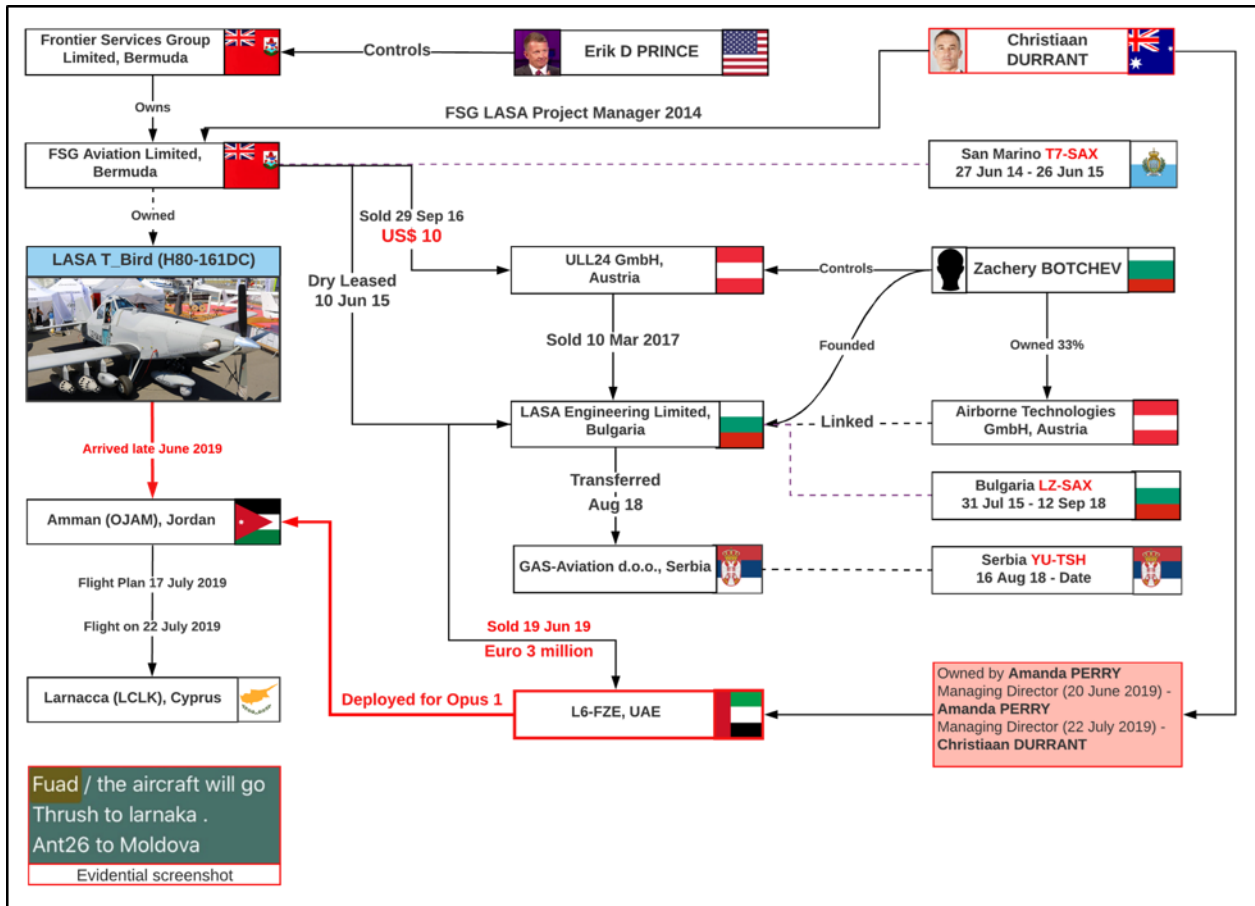 Frontier Services Group
Limited, Bermuda
Controls
Erik D PRINCE
Christiaan
DURRANT
Owns
FSG LASA Project Manager 2014
FSG Aviation Limited,
Bermuda
San Marino T7-SAX
27 Jun 14 - 26 Jun 15
Owned
Sold 29 Sep 16
US$ 10
LASA T_Bird (H80-161DC)
Dry Leased
10 Jun 15
ULL24 GmbH,
Austria
Controls
Zachery BOTCHEV
Sold 10 Mar 2017
Founded
Owned 33%
LASA Engineering Limited,
Bulgaria
Linked
Airborne Technologies
GmbH, Austria
Arrived late June 2019
Transferred
Aug 18
Bulgaria LZ-SAX
31 Jul 15 - 12 Sep 18
Amman (OJAM), Jordan
GAS-Aviation d.o.o., Serbia
Serbia YU-TSH
16 Aug 18 - Date
Flight Plan 17 July 2019
Flight on 22 July 2019
Sold 19 Jun 19
Euro 3 million
Larnacca (LCLK), Cyprus
Deployed for Opus 1
L6-FZE, UAE
Owned by Amanda PERRY
Managing Director (20 June 2019) -
Amanda PERRY
Managing Director (22 July 2019) -
Christiaan DURRANT
Fuad / the aircraft will go
Thrush to larnaka .
Ant26 to Moldova
Evidential screenshot